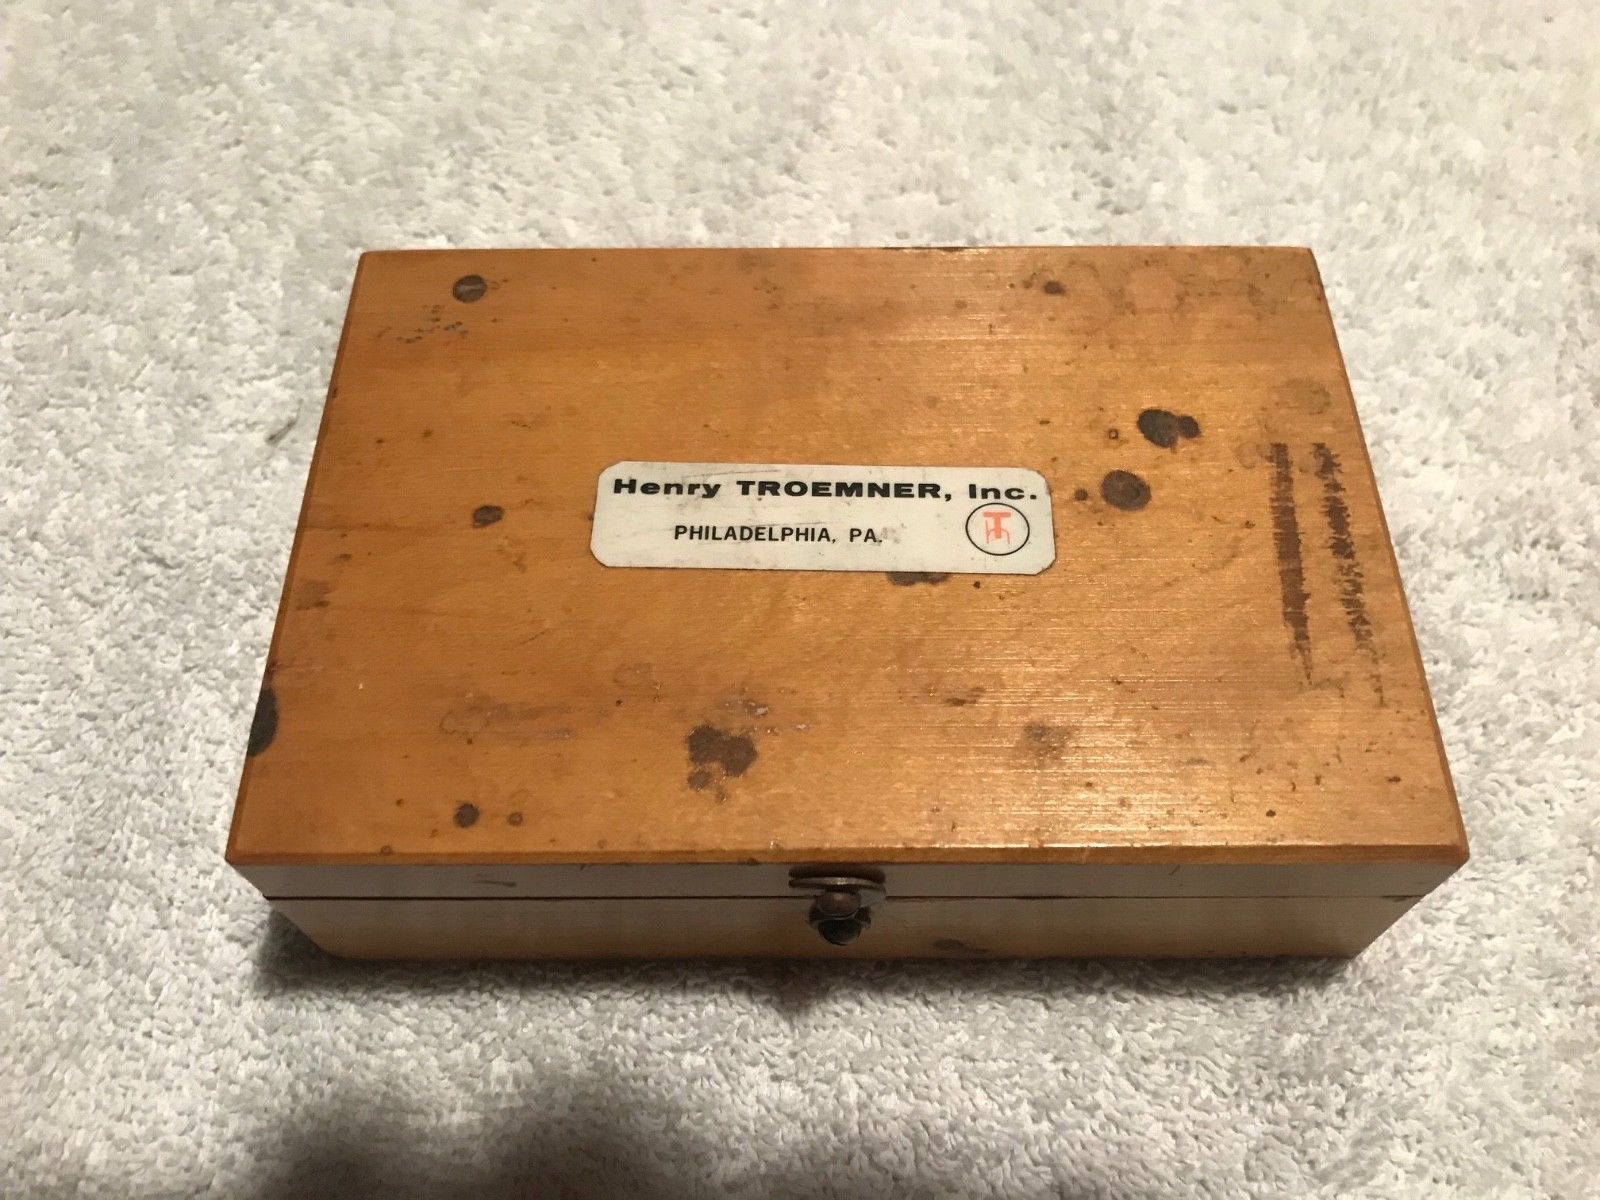 Henry TROEMNER, Inc.
PHILADELPHIA, PA.